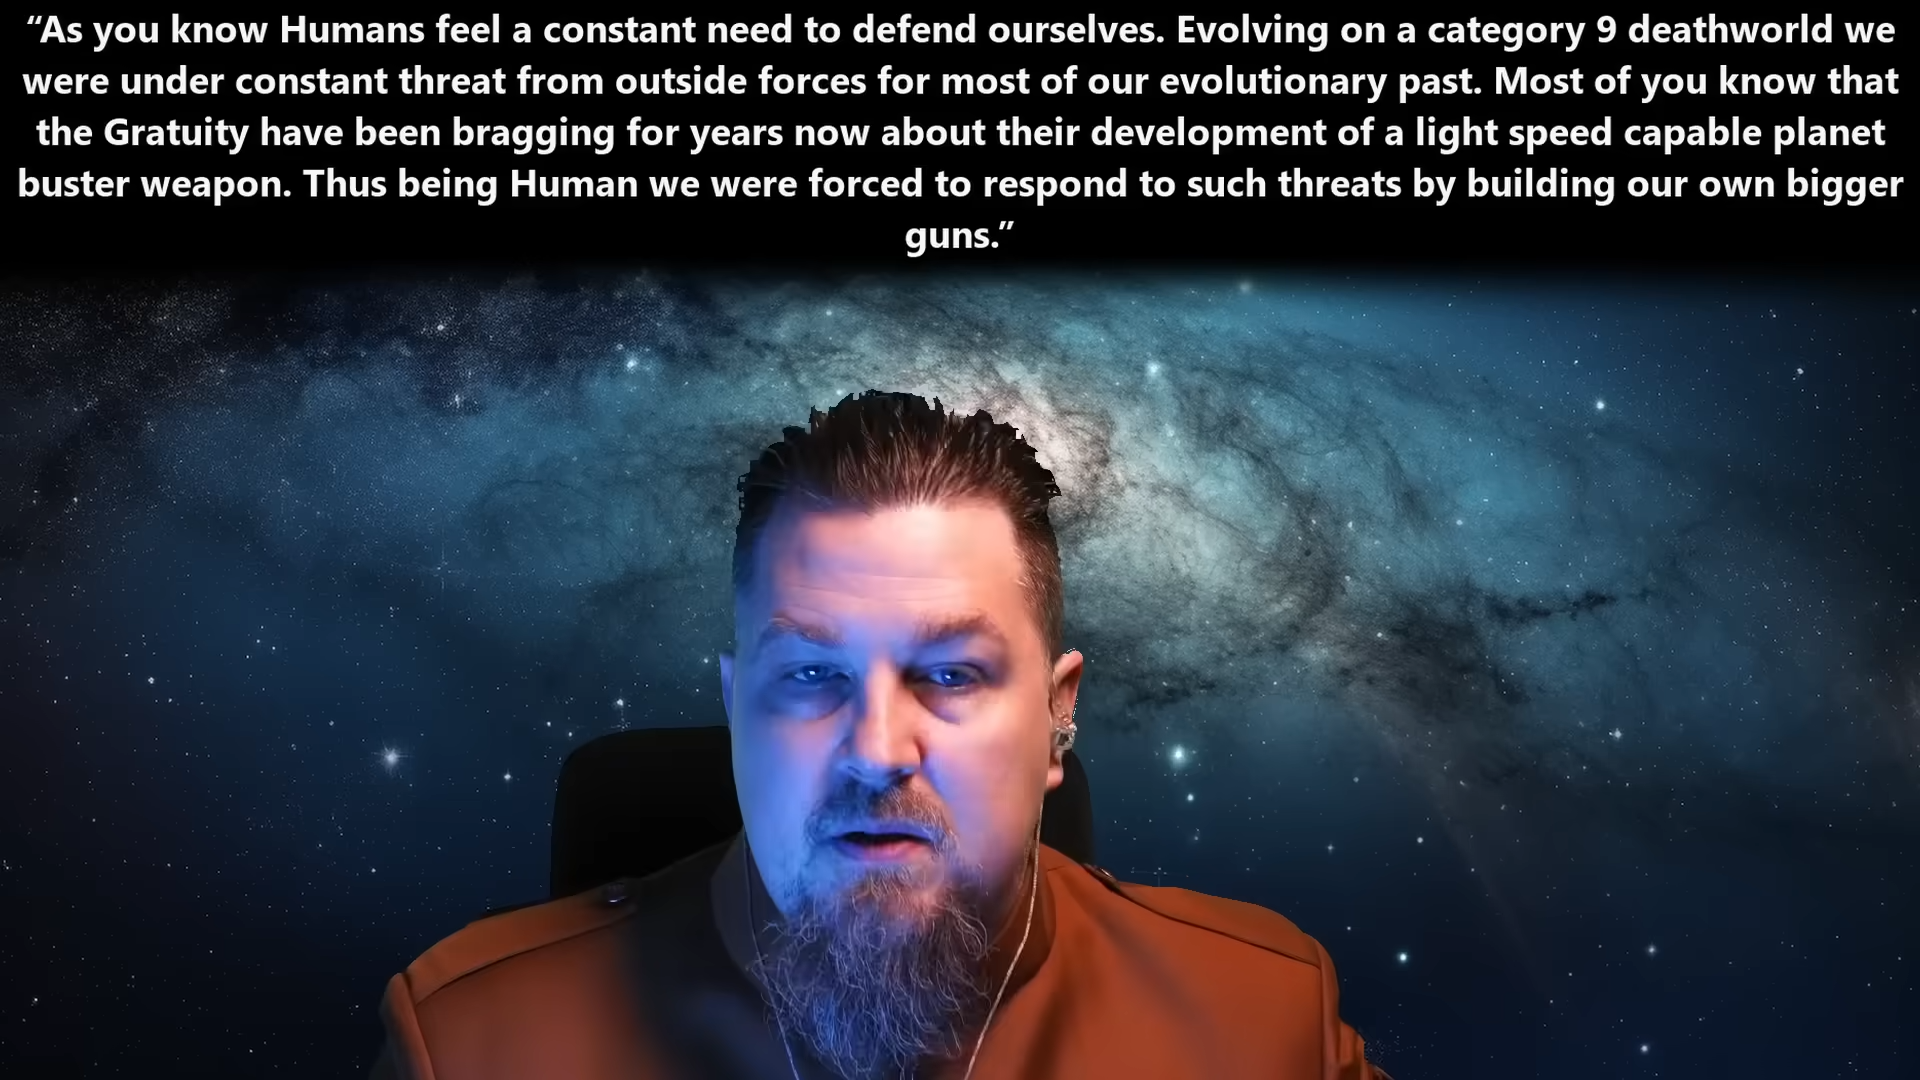 “As you know Humans feel a constant need to defend ourselves. Evolving on a category 9 deathworld we
were under constant threat from outside forces for most of our evolutionary past. Most of you know that
the Gratuity have been bragging for years now about their development of a light speed capable planet
buster weapon. Thus being Human we were forced to respond to such threats by building our own bigger
guns.”